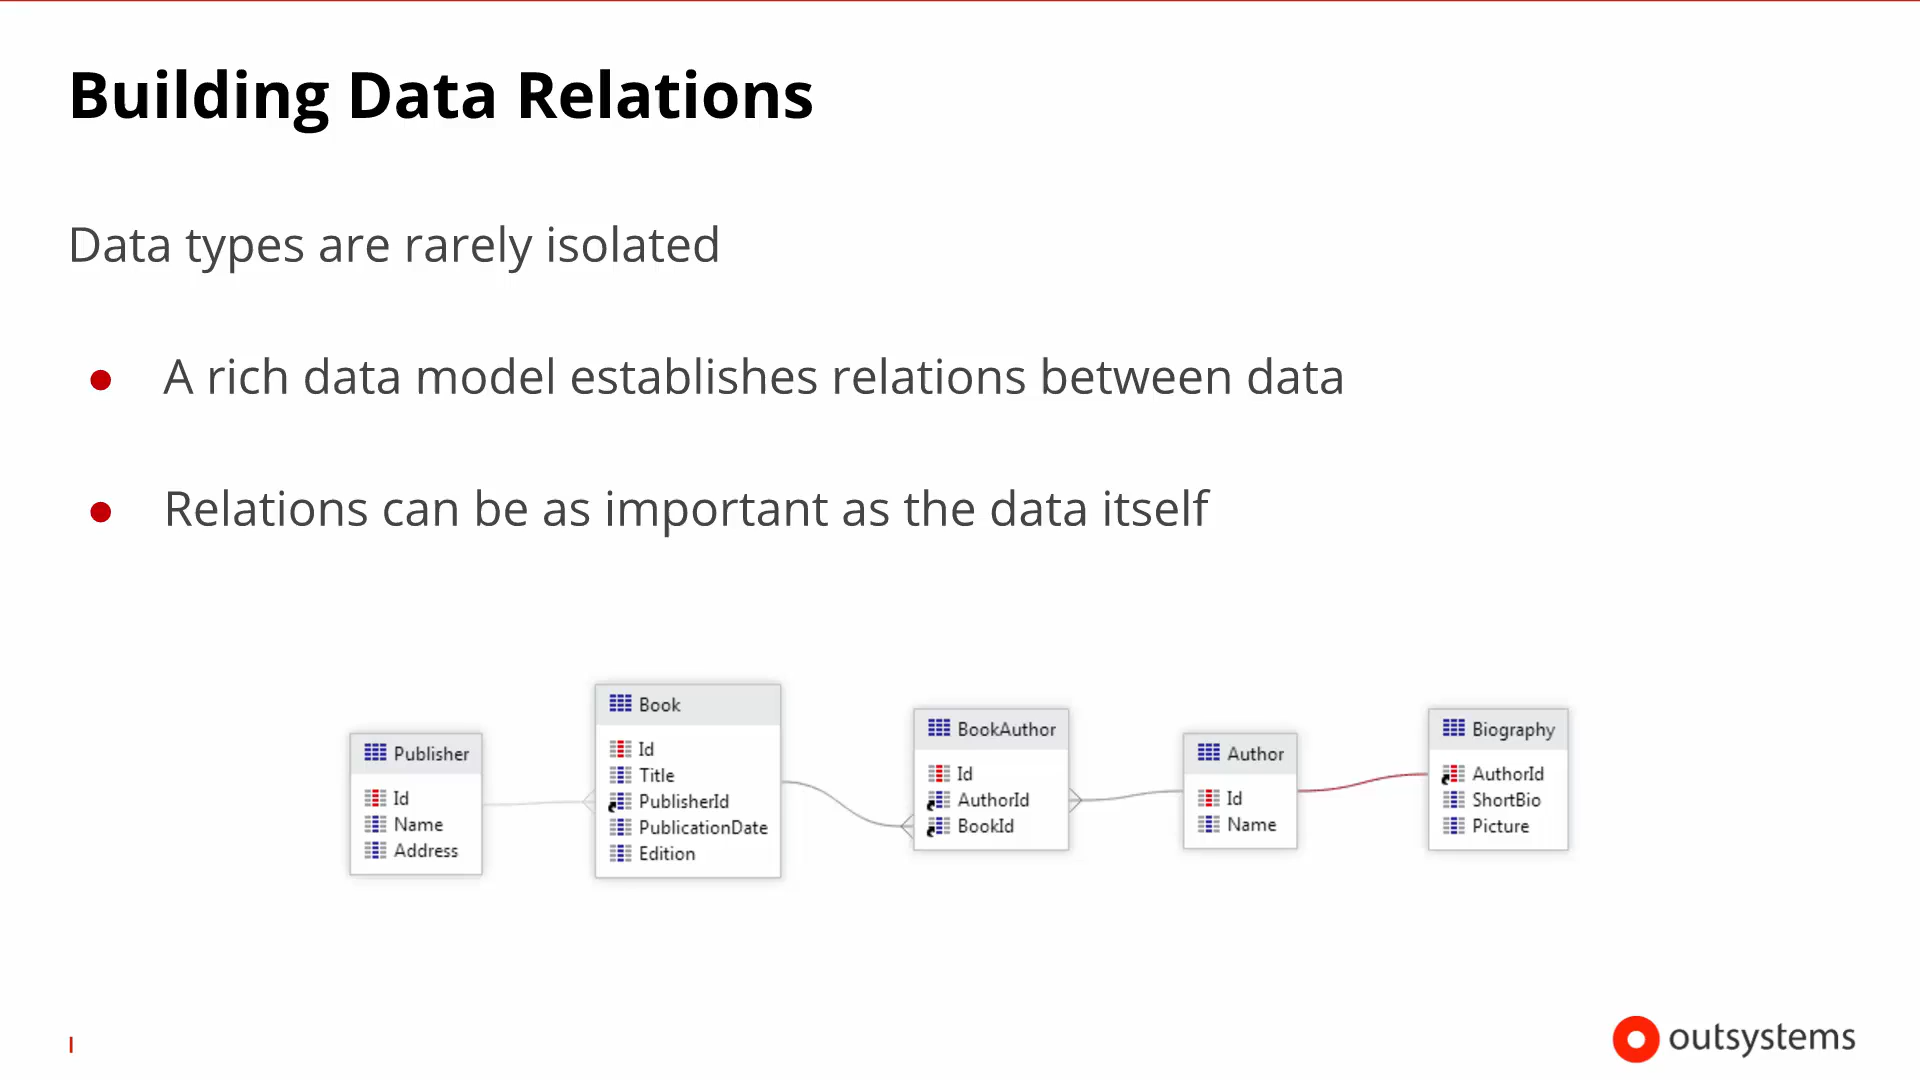 Building Data Relations
Data types are rarely isolated
● A rich data model establishes relations between data
● Relations can be as important as the data itself
Publisher
Id
Name
Address
Book
Id
Title
PublisherId
PublicationDate
Edition
BookAuthor
Id
AuthorId
BookId
Author
Id
Name
Biography
AuthorId
ShortBio
Picture
I
outsystems